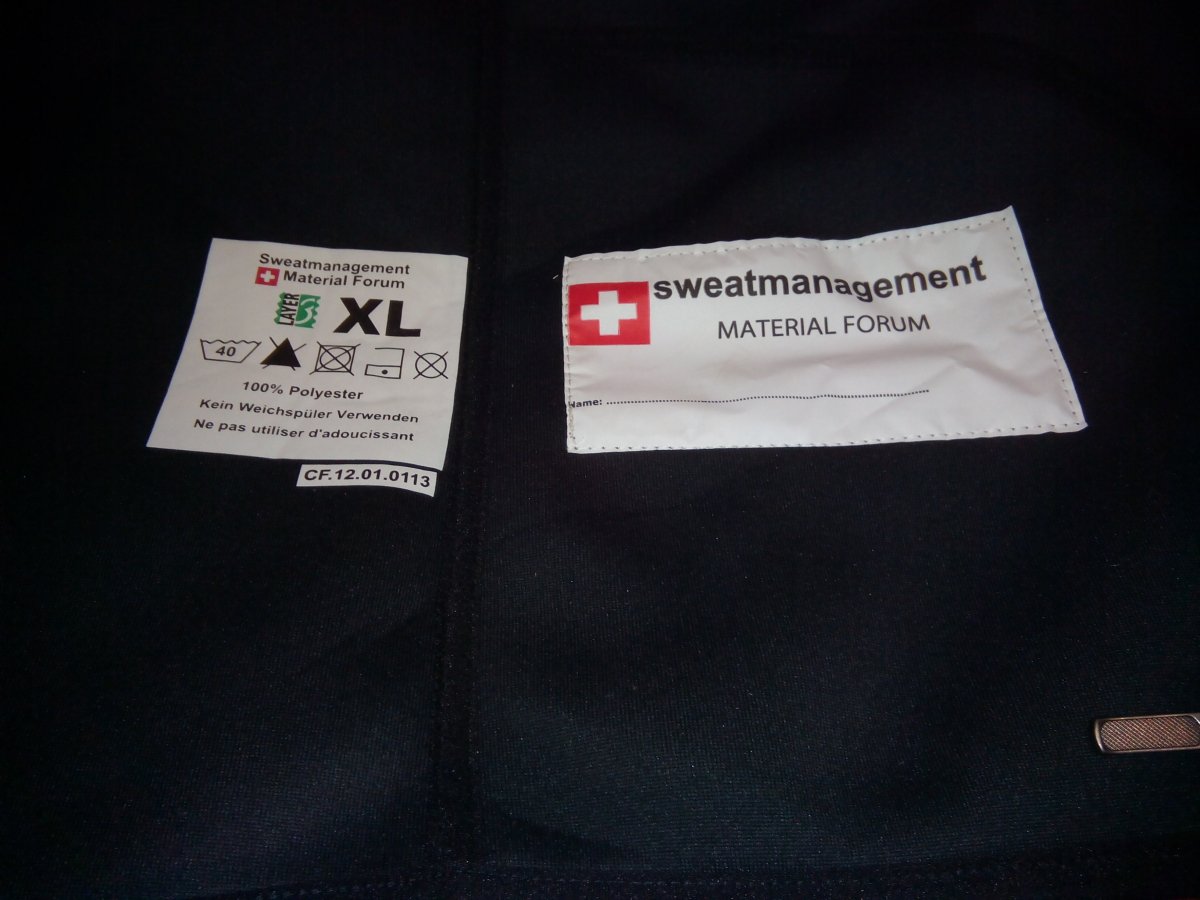 Sweatmanagement
Material Forum
LAYER 3 XL
40
100% Polyester
Kein Weichspüler Verwenden
Ne pas utiliser d'adoucissant
CF.12.01.0113
sweatmanagement
MATERIAL FORUM
Name: ................................................................